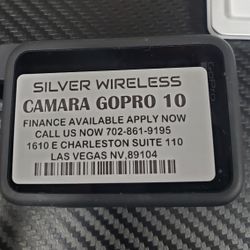 SILVER WIRELESS
CAMARA GOPRO 10
FINANCE AVAILABLE APPLY NOW
CALL US NOW 702-861-9195
1610 E CHARLESTON SUITE 110
LAS VEGAS NV,89104
GoPro